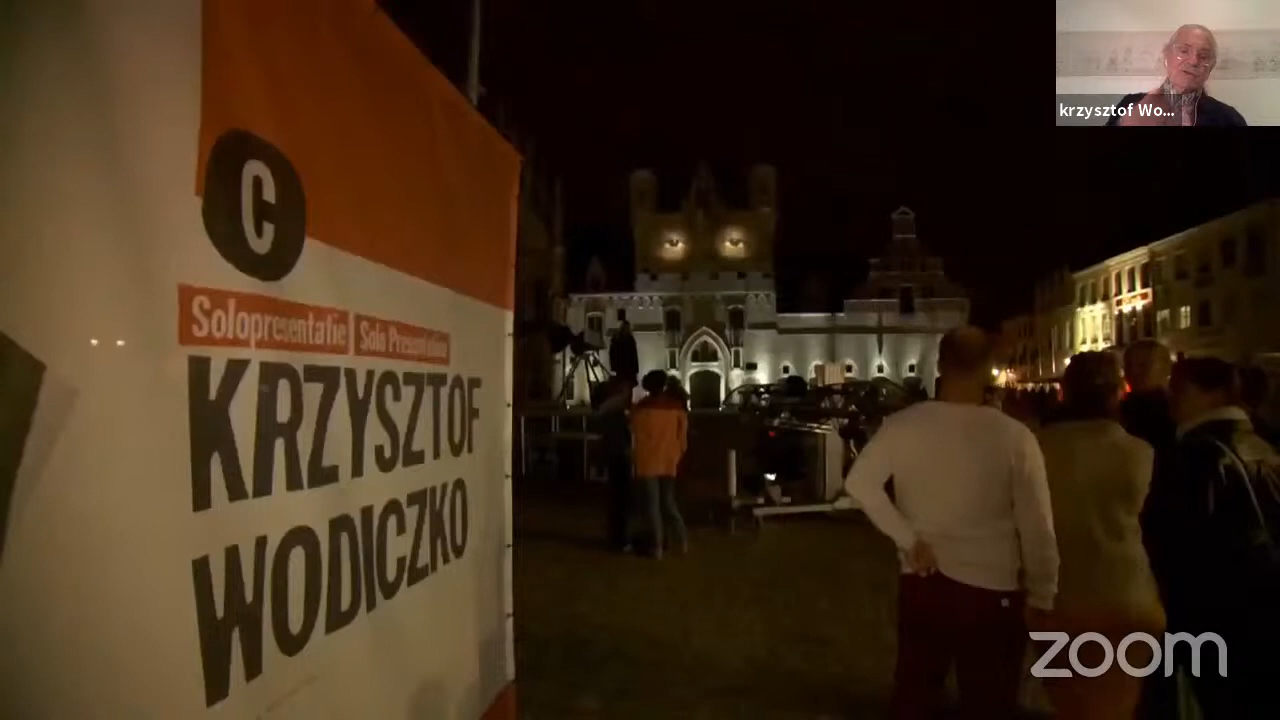 krzysztof Wo...
C
Solopresentatie | Solo Presentation
KRZYSZTOF
WODICZKO
zoom